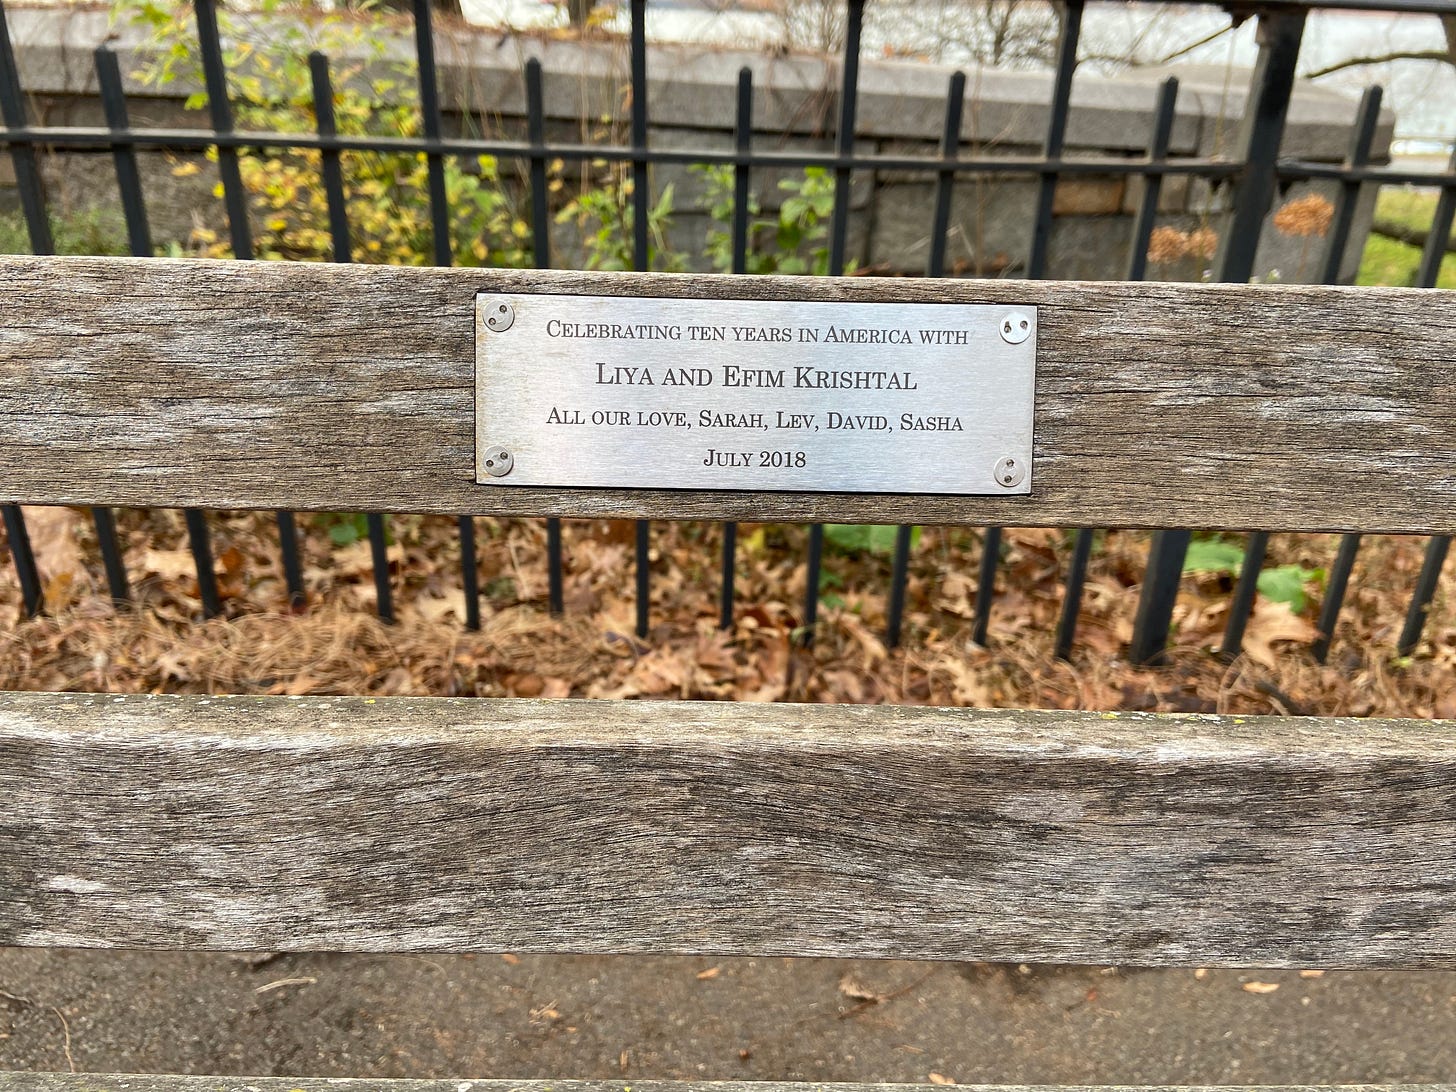 Celebrating ten years in America with
Liya and Efim Krishtal
All our love, Sarah, Lev, David, Sasha
July 2018